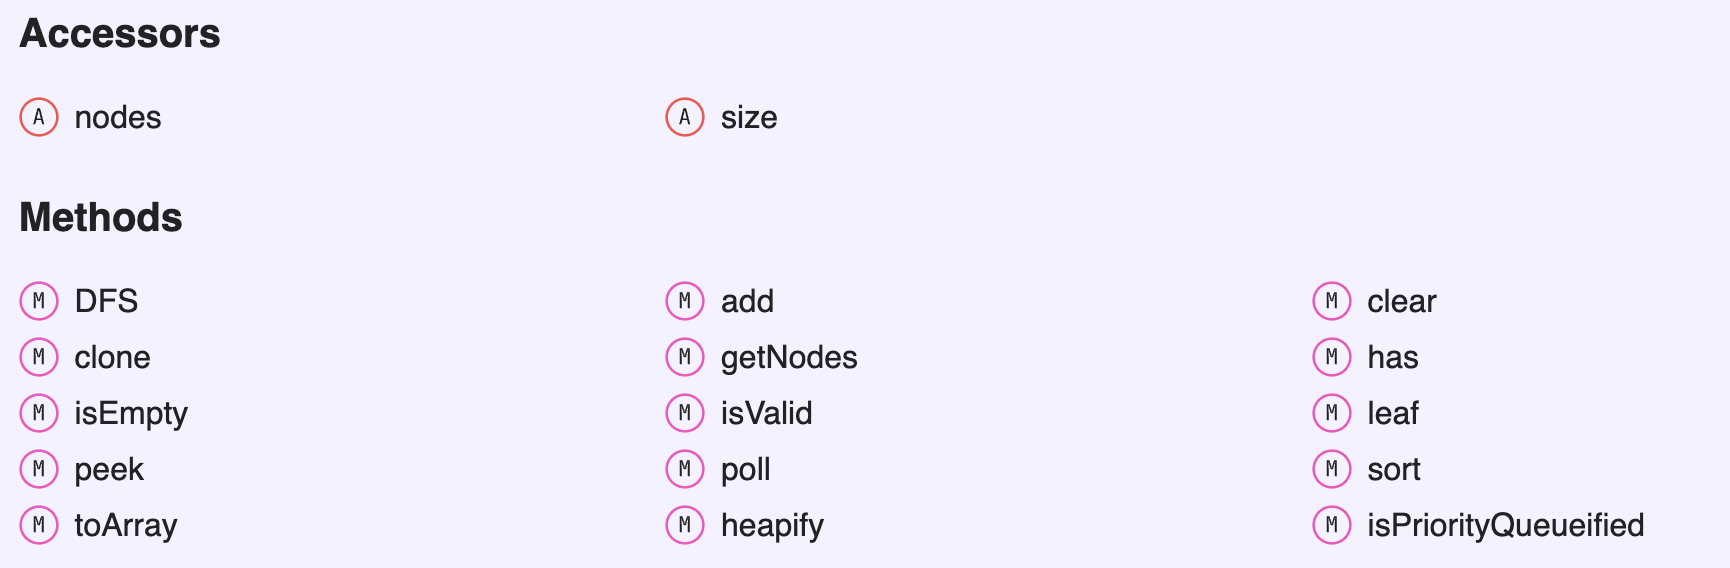 Accessors
A nodes A size
Methods
M DFS M add M clear
M clone M getNodes M has
M isEmpty M isValid M leaf
M peek M poll M sort
M toArray M heapify M isPriorityQueueified